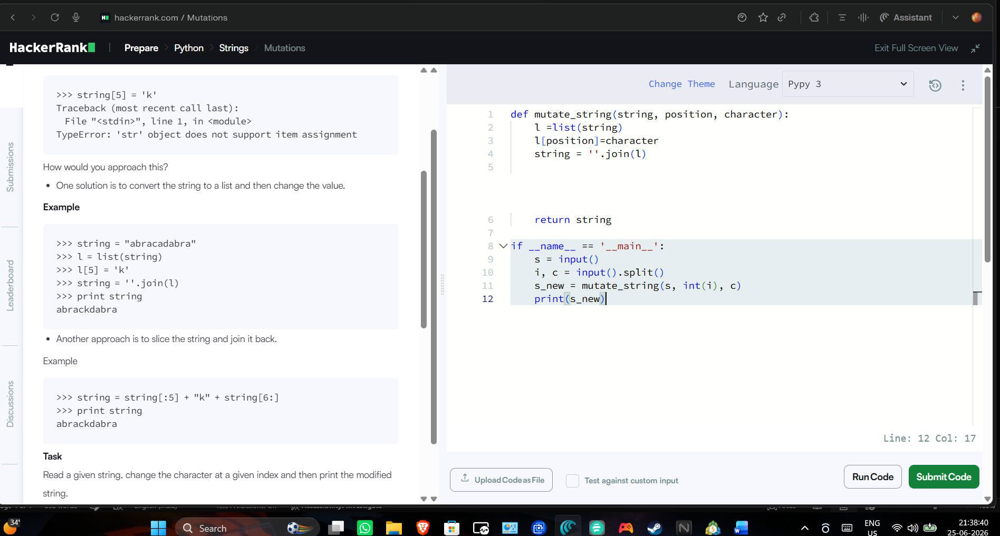 hackerrank.com / Mutations
Assistant
HackerRank
Prepare
Python
Strings
Mutations
Exit Full Screen View
Submissions
Leaderboard
Discussions
>>> string[5] = 'k'
Traceback (most recent call last):
File "<stdin>", line 1, in <module>
TypeError: 'str' object does not support item assignment
How would you approach this?
• One solution is to convert the string to a list and then change the value.
Example
>>> string = "abracadabra"
>>> l = list(string)
>>> l[5] = 'k'
>>> string = ''.join(l)
>>> print string
abrackdabra
• Another approach is to slice the string and join it back.
Example
>>> string = string[:5] + "k" + string[6:]
>>> print string
abrackdabra
Task
Read a given string, change the character at a given index and then print the modified
string.
Change Theme
Language
Pypy 3
1 def mutate_string(string, position, character):
2 l =list(string)
3 l[position]=character
4 string = ''.join(l)
5
6 return string
7
8 if __name__ == '__main__':
9 s = input()
10 i, c = input().split()
11 s_new = mutate_string(s, int(i), c)
12 print(s_new)
Line: 12 Col: 17
Upload Code as File
Test against custom input
Run Code
Submit Code
34°
Search
ENG
US
21:38:40
25-06-2026